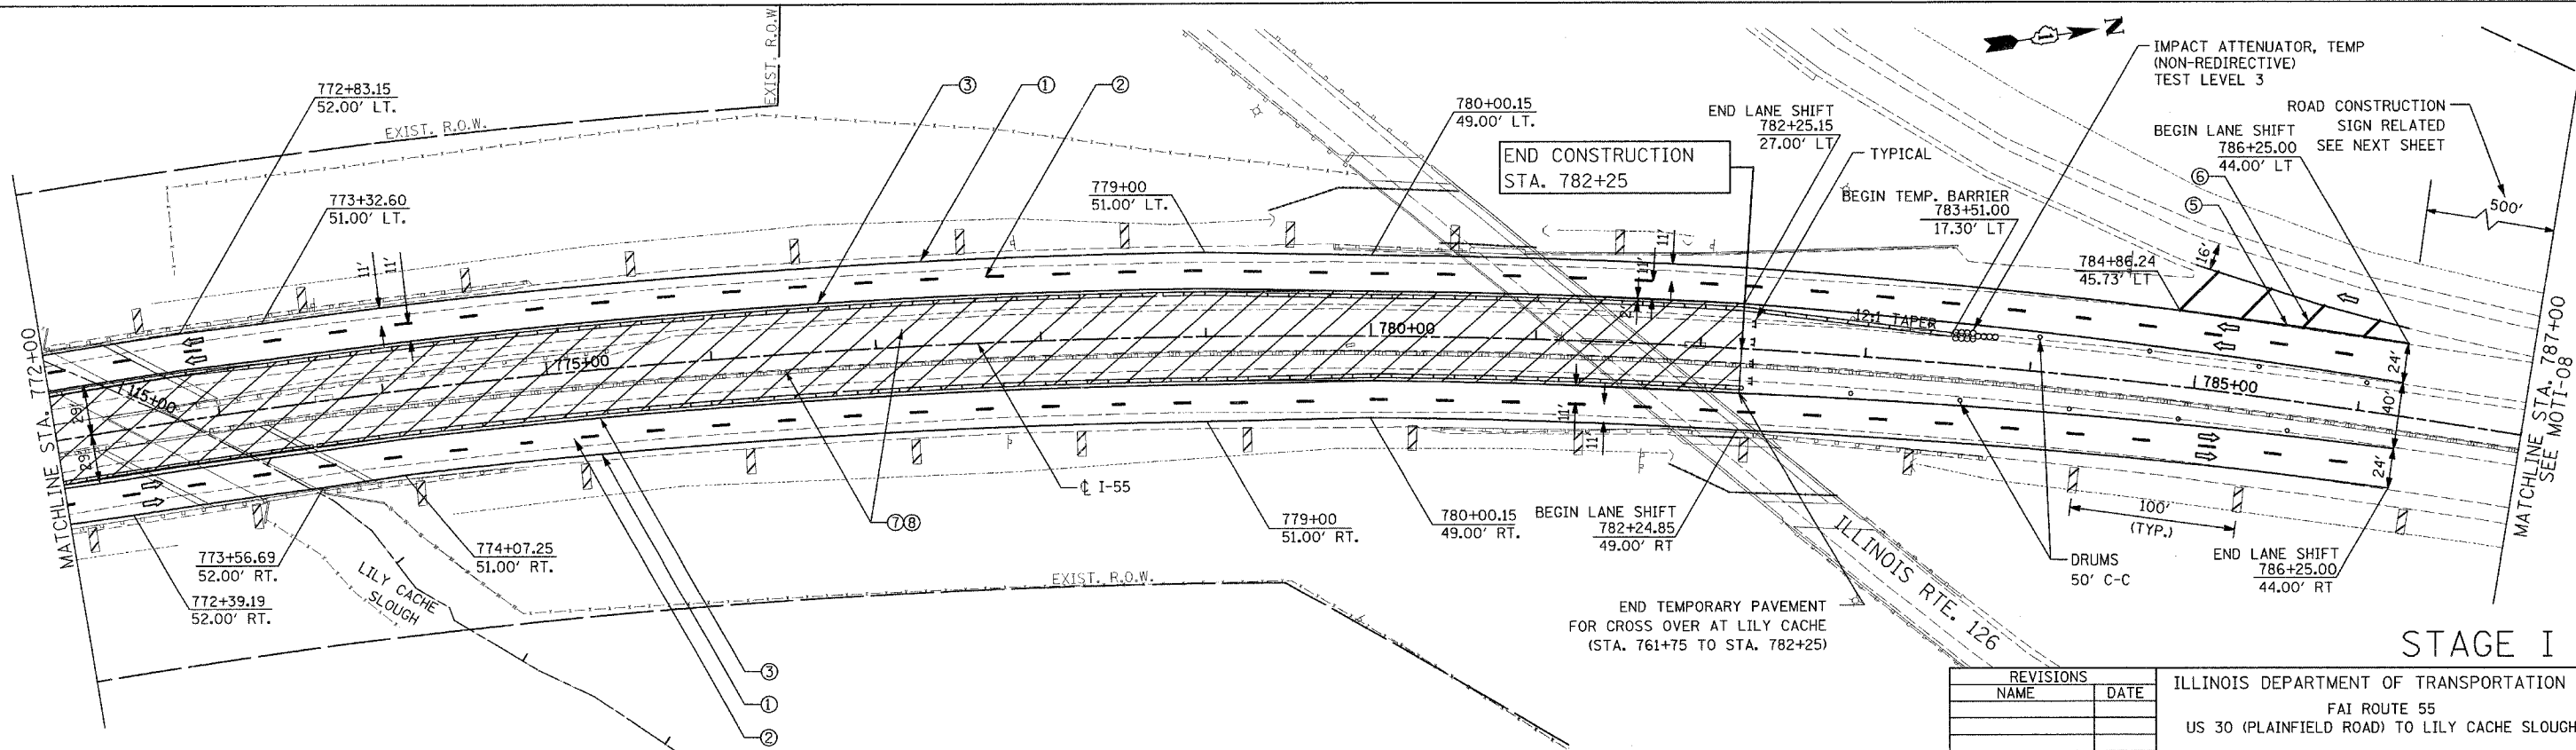 EXIST. R.O.W.
772+83.15
52.00' LT.
EXIST. R.O.W.
③
①
②
773+32.60
51.00' LT.
11'
11'
779+00
51.00' LT.
780+00.15
49.00' LT.
END CONSTRUCTION
STA. 782+25
END LANE SHIFT
782+25.15
27.00' LT
TYPICAL
N
IMPACT ATTENUATOR, TEMP
(NON-REDIRECTIVE)
TEST LEVEL 3
BEGIN TEMP. BARRIER
783+51.00
17.30' LT
ROAD CONSTRUCTION
SIGN RELATED
SEE NEXT SHEET
BEGIN LANE SHIFT
786+25.00
44.00' LT
⑥
⑤
500'
16'
784+86.24
45.73' LT
11'
11'
2'
12:1 TAPER
MATCHLINE STA. 772+00
115+00
775+00
780+00
785+00
29'
29'
24'
40'
24'
MATCHLINE STA. 787+00
SEE MOTI-08
℄ I-55
⑦⑧
11'
11'
773+56.69
52.00' RT.
772+39.19
52.00' RT.
LILY CACHE
SLOUGH
774+07.25
51.00' RT.
779+00
51.00' RT.
780+00.15
49.00' RT.
BEGIN LANE SHIFT
782+24.85
49.00' RT
ILLINOIS RTE. 126
100'
(TYP.)
DRUMS
50' C-C
END LANE SHIFT
786+25.00
44.00' RT
EXIST. R.O.W.
END TEMPORARY PAVEMENT
FOR CROSS OVER AT LILY CACHE
(STA. 761+75 TO STA. 782+25)
③
①
②
STAGE I
REVISIONS
NAME DATE
ILLINOIS DEPARTMENT OF TRANSPORTATION
FAI ROUTE 55
US 30 (PLAINFIELD ROAD) TO LILY CACHE SLOUGH